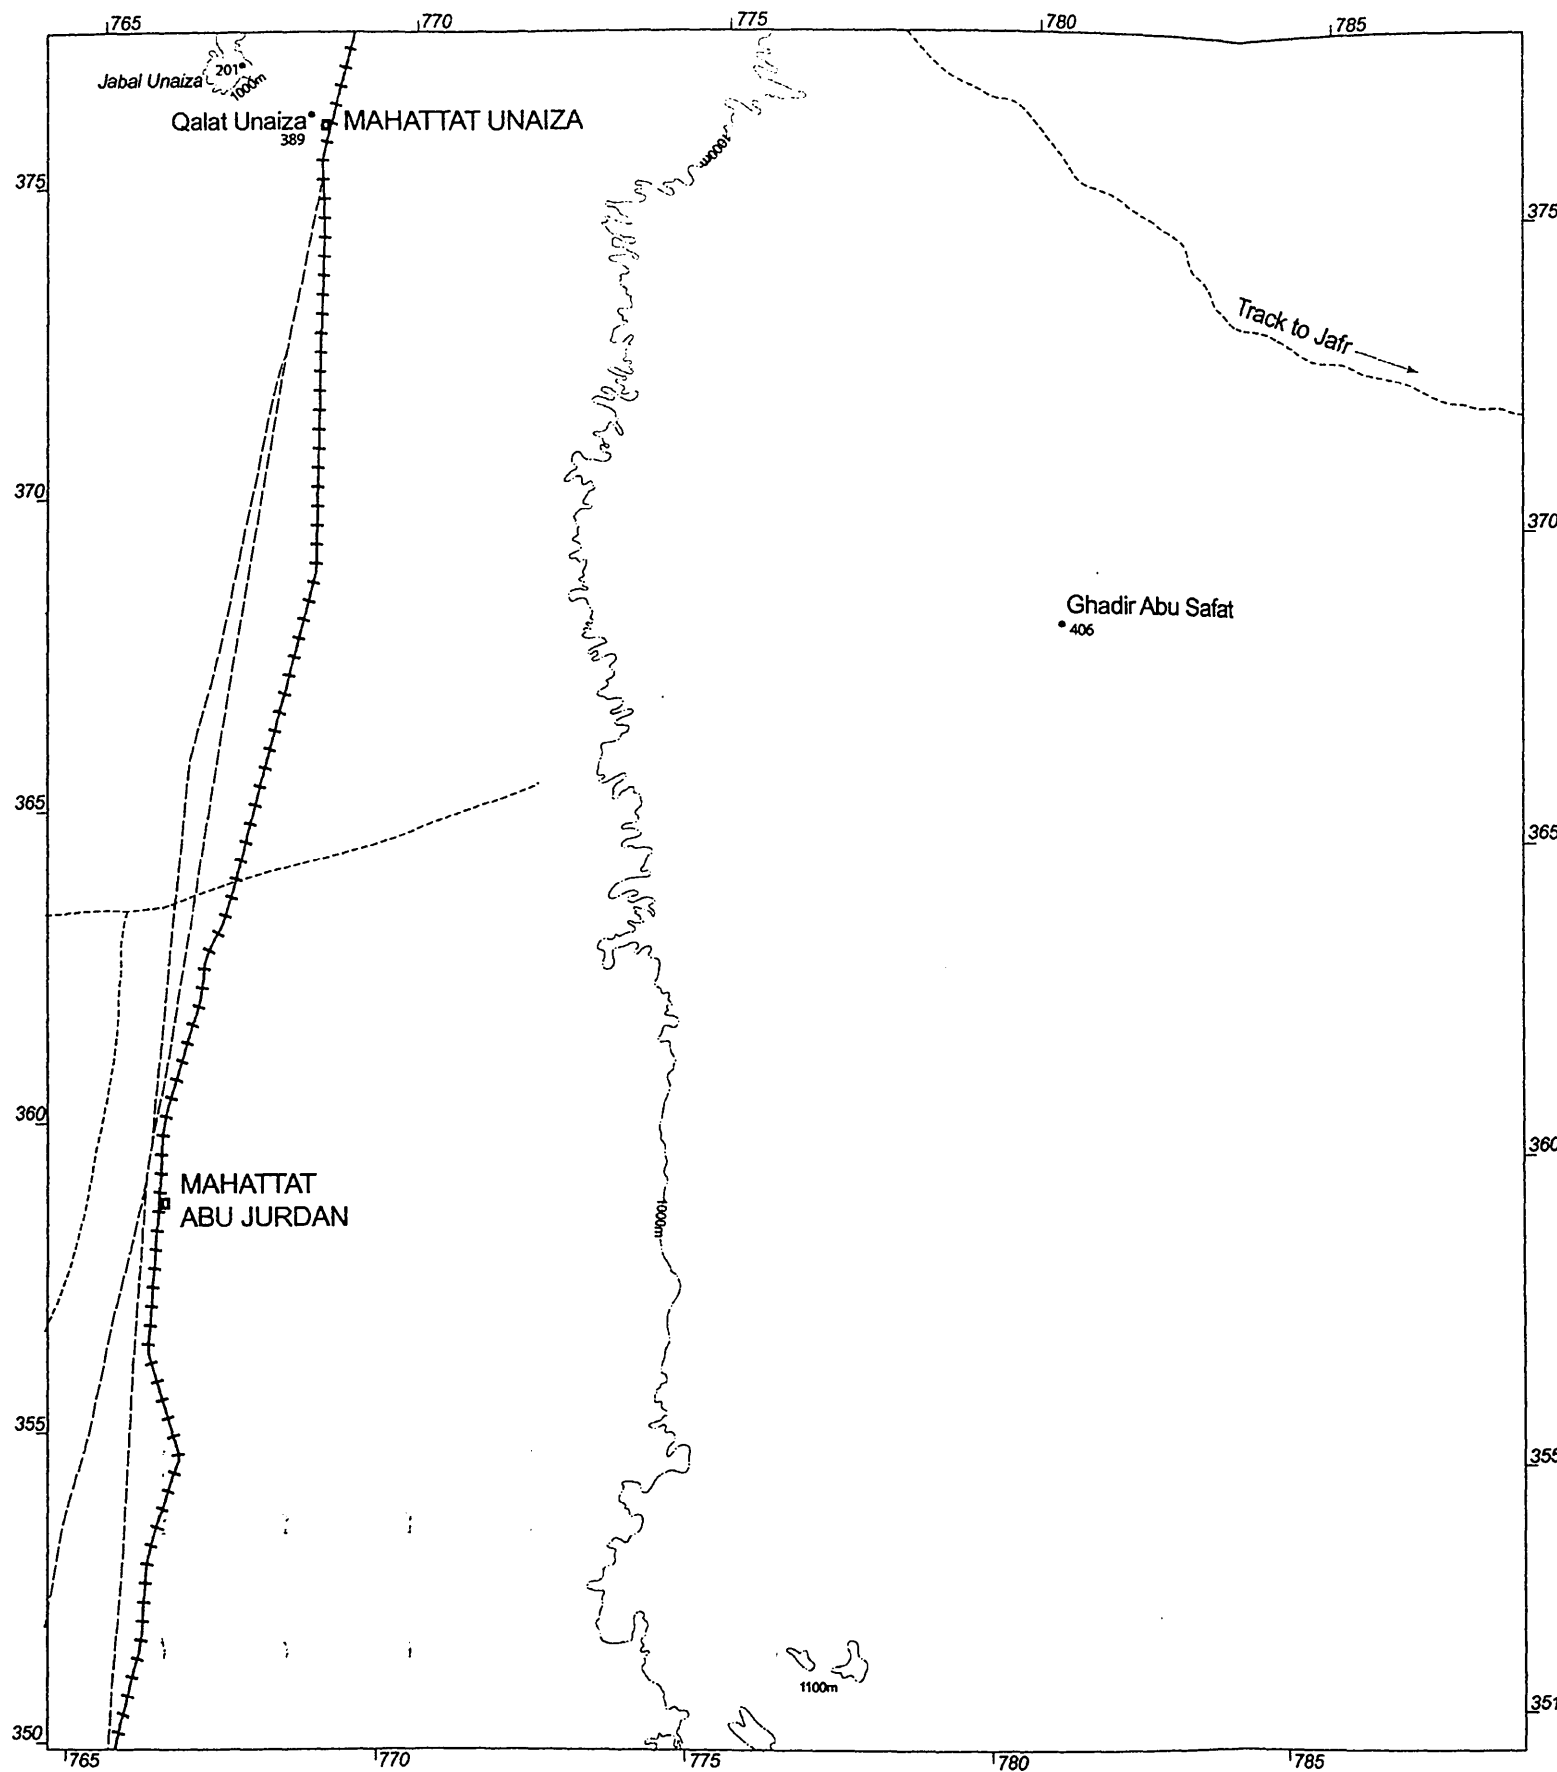 765
770
775
780
785
201
Jabal Unaiza
1000m
Qalat Unaiza
MAHATTAT UNAIZA
389
1000m
375
375
Track to Jafr
370
370
Ghadir Abu Safat
406
365
365
360
360
MAHATTAT
ABU JURDAN
1000m
355
355
1100m
351
350
765
770
775
780
785